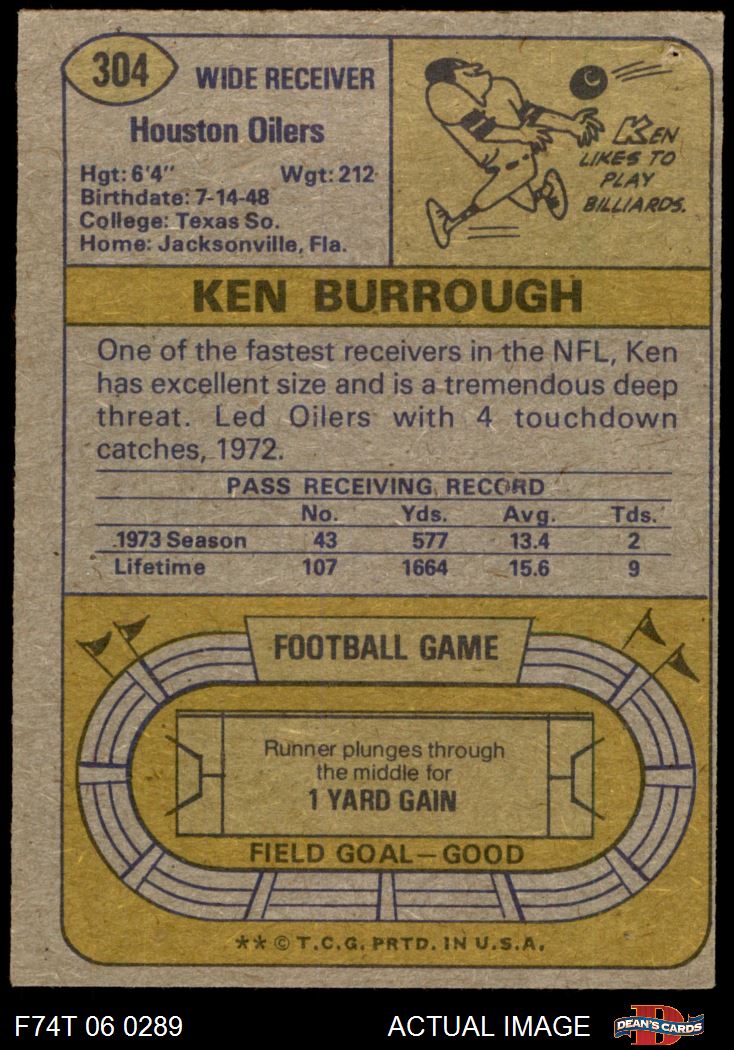 304
WIDE RECEIVER
Houston Oilers
Hgt: 6'4" Wgt: 212
Birthdate: 7-14-48
College: Texas So.
Home: Jacksonville, Fla.
C
KEN
LIKES TO
PLAY
BILLIARDS.
KEN BURROUGH
One of the fastest receivers in the NFL, Ken
has excellent size and is a tremendous deep
threat. Led Oilers with 4 touchdown
catches, 1972.
PASS RECEIVING RECORD
No. Yds. Avg. Tds.
1973 Season 43 577 13.4 2
Lifetime 107 1664 15.6 9
FOOTBALL GAME
Runner plunges through
the middle for
1 YARD GAIN
FIELD GOAL—GOOD
** © T.C.G. PRTD. IN U.S.A.
F74T 06 0289 ACTUAL IMAGE
D
DEAN'S CARDS